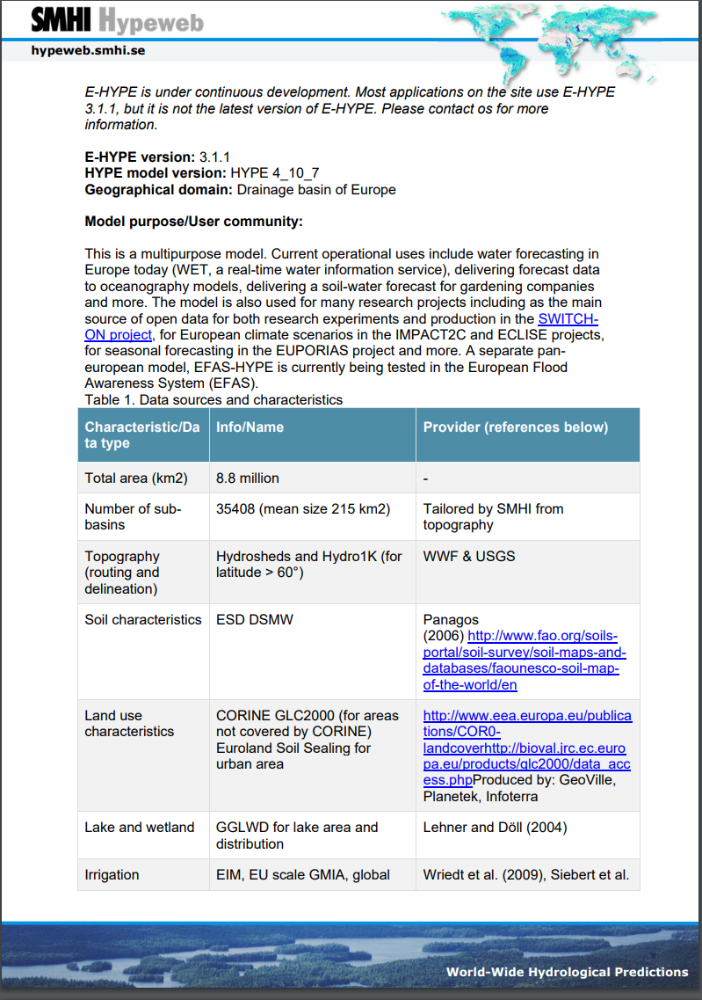 SMHI Hypeweb
hypeweb.smhi.se
E-HYPE is under continuous development. Most applications on the site use E-HYPE
3.1.1, but it is not the latest version of E-HYPE. Please contact os for more
information.
E-HYPE version: 3.1.1
HYPE model version: HYPE 4_10_7
Geographical domain: Drainage basin of Europe
Model purpose/User community:
This is a multipurpose model. Current operational uses include water forecasting in
Europe today (WET, a real-time water information service), delivering forecast data
to oceanography models, delivering a soil-water forecast for gardening companies
and more. The model is also used for many research projects including as the main
source of open data for both research experiments and production in the SWITCH-
ON project, for European climate scenarios in the IMPACT2C and ECLISE projects,
for seasonal forecasting in the EUPORIAS project and more. A separate pan-
european model, EFAS-HYPE is currently being tested in the European Flood
Awareness System (EFAS).
Table 1. Data sources and characteristics
Characteristic/Da
ta type
Info/Name
Provider (references below)
Total area (km2)
8.8 million
-
Number of sub-
basins
35408 (mean size 215 km2)
Tailored by SMHI from
topography
Topography
(routing and
delineation)
Hydrosheds and Hydro1K (for
latitude > 60°)
WWF & USGS
Soil characteristics
ESD DSMW
Panagos
(2006) http://www.fao.org/soils-
portal/soil-survey/soil-maps-and-
databases/faounesco-soil-map-
of-the-world/en
Land use
characteristics
CORINE GLC2000 (for areas
not covered by CORINE)
Euroland Soil Sealing for
urban area
http://www.eea.europa.eu/publica
tions/COR0-
landcoverhttp://bioval.jrc.ec.euro
pa.eu/products/glc2000/data_acc
ess.phpProduced by: GeoVille,
Planetek, Infoterra
Lake and wetland
GGLWD for lake area and
distribution
Lehner and Döll (2004)
Irrigation
EIM, EU scale GMIA, global
Wriedt et al. (2009), Siebert et al.
World-Wide Hydrological Predictions